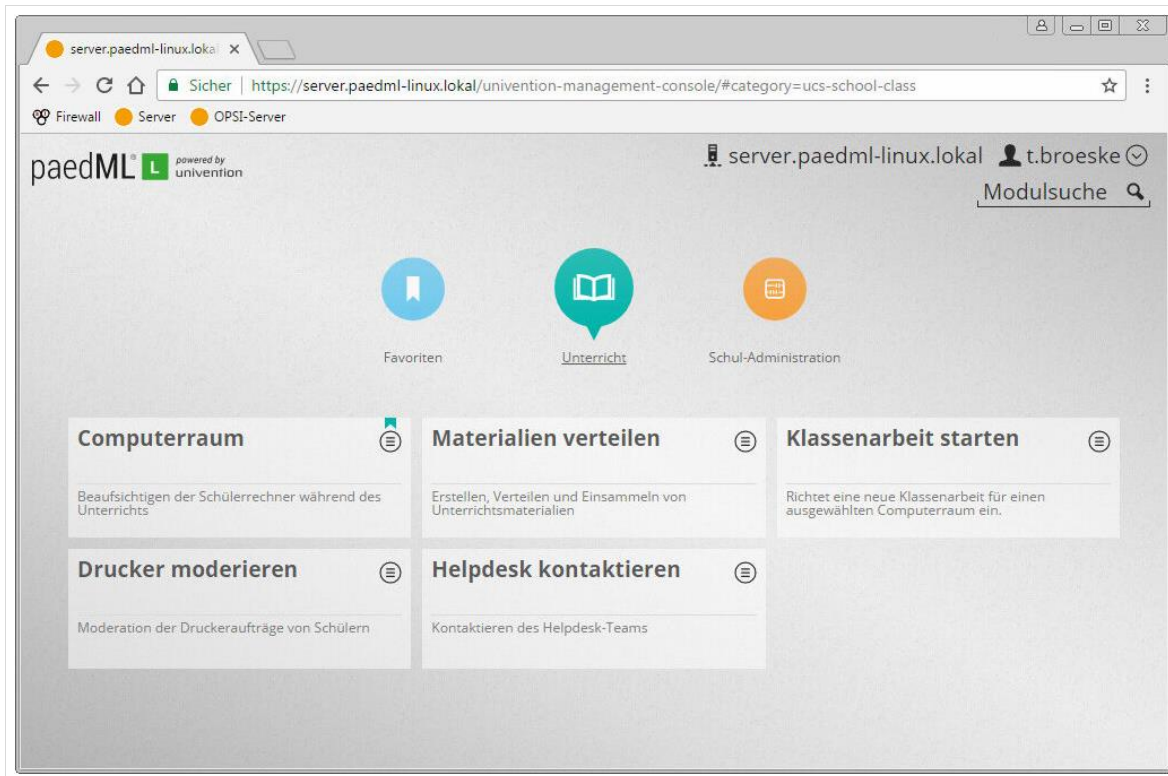 server.paedml-linux.lokal
Sicher | https://server.paedml-linux.lokal/univention-management-console/#category=ucs-school-class
Firewall Server OPSI-Server
paedML® L powered by univention
server.paedml-linux.lokal t.broeske
Modulsuche
Favoriten Unterricht Schul-Administration
Computerraum
Beaufsichtigen der Schülerrechner während des
Unterrichts
Materialien verteilen
Erstellen, Verteilen und Einsammeln von
Unterrichtsmaterialien
Klassenarbeit starten
Richtet eine neue Klassenarbeit für einen
ausgewählten Computerraum ein.
Drucker moderieren
Moderation der Druckeraufträge von Schülern
Helpdesk kontaktieren
Kontaktieren des Helpdesk-Teams